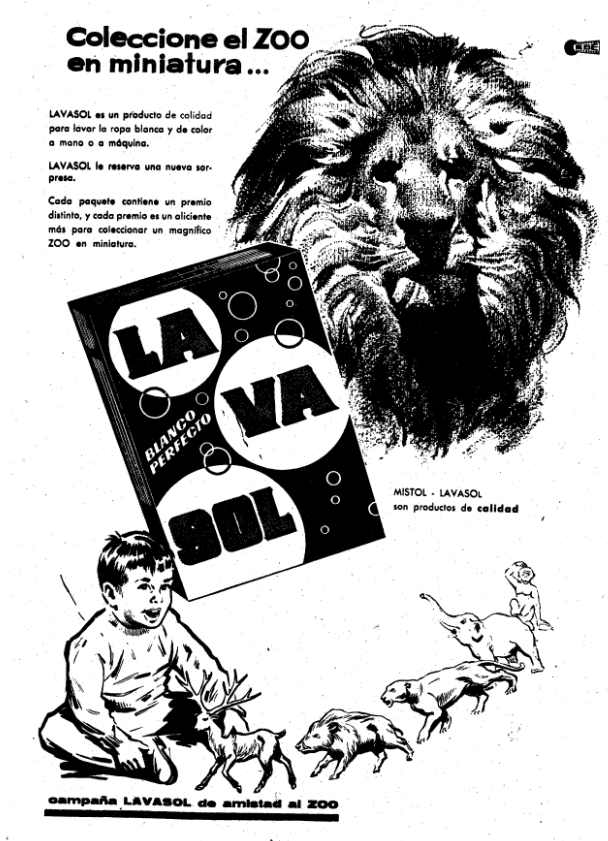 Coleccione el ZOO
en miniatura...
LAVASOL es un producto de calidad
para lavar la ropa blanca y de color
a mano o a máquina.
LAVASOL le reserva una nueva sor-
presa.
Cada paquete contiene un premio
distinto, y cada premio es un aliciente
más para coleccionar un magnífico
ZOO en miniatura.
LA
VA
SOL
BLANCO
PERFECTO
MISTOL - LAVASOL
son productos de calidad
campaña LAVASOL de amistad al ZOO